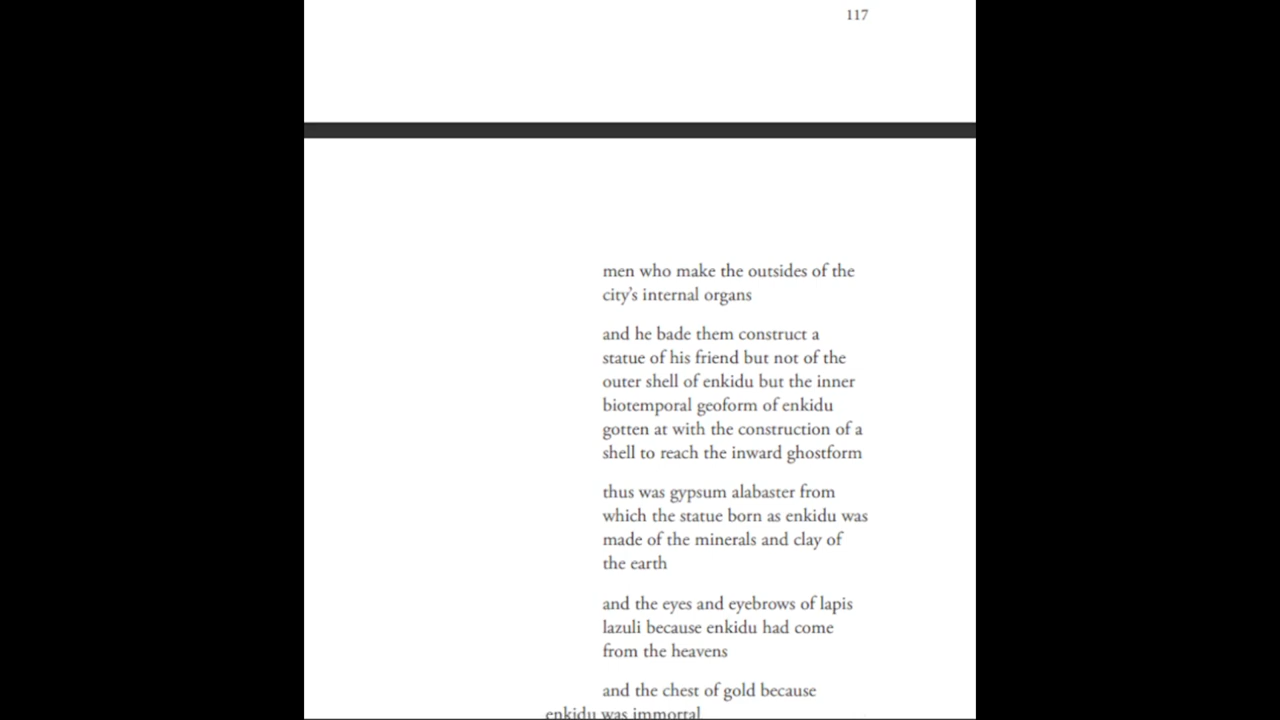 117
men who make the outsides of the
city's internal organs
and he bade them construct a
statue of his friend but not of the
outer shell of enkidu but the inner
biotemporal geoform of enkidu
gotten at with the construction of a
shell to reach the inward ghostform
thus was gypsum alabaster from
which the statue born as enkidu was
made of the minerals and clay of
the earth
and the eyes and eyebrows of lapis
lazuli because enkidu had come
from the heavens
and the chest of gold because
enkidu was immortal